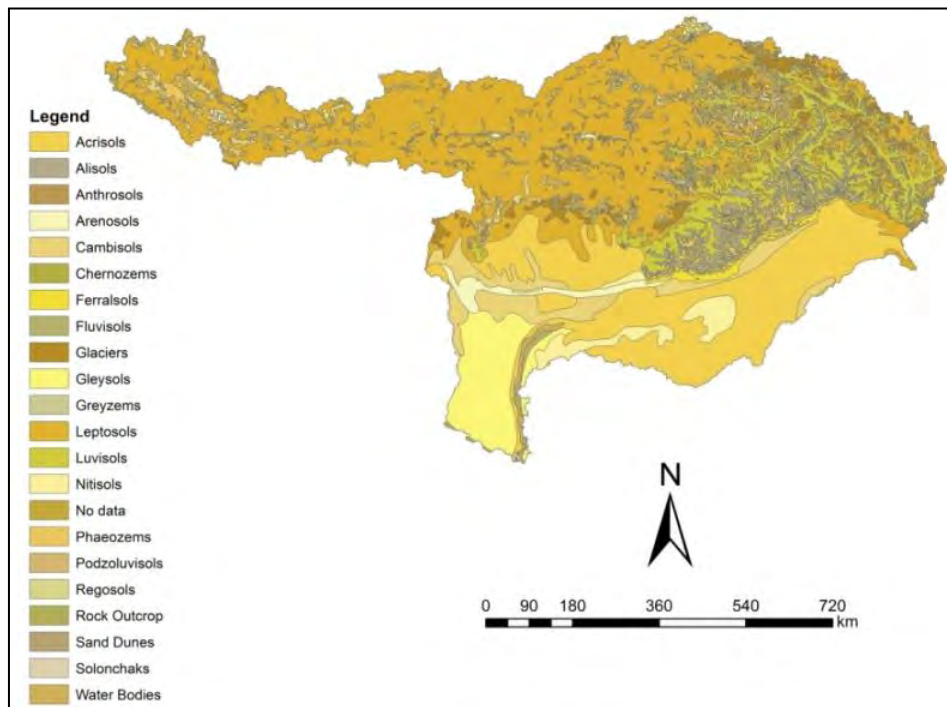 Legend
Acrisols
Alisols
Anthrosols
Arenosols
Cambisols
Chernozems
Ferralsols
Fluvisols
Glaciers
Gleysols
Greyzems
Leptosols
Luvisols
Nitisols
No data
Phaeozems
Podzoluvisols
Regosols
Rock Outcrop
Sand Dunes
Solonchaks
Water Bodies
N
0 90 180 360 540 720
km